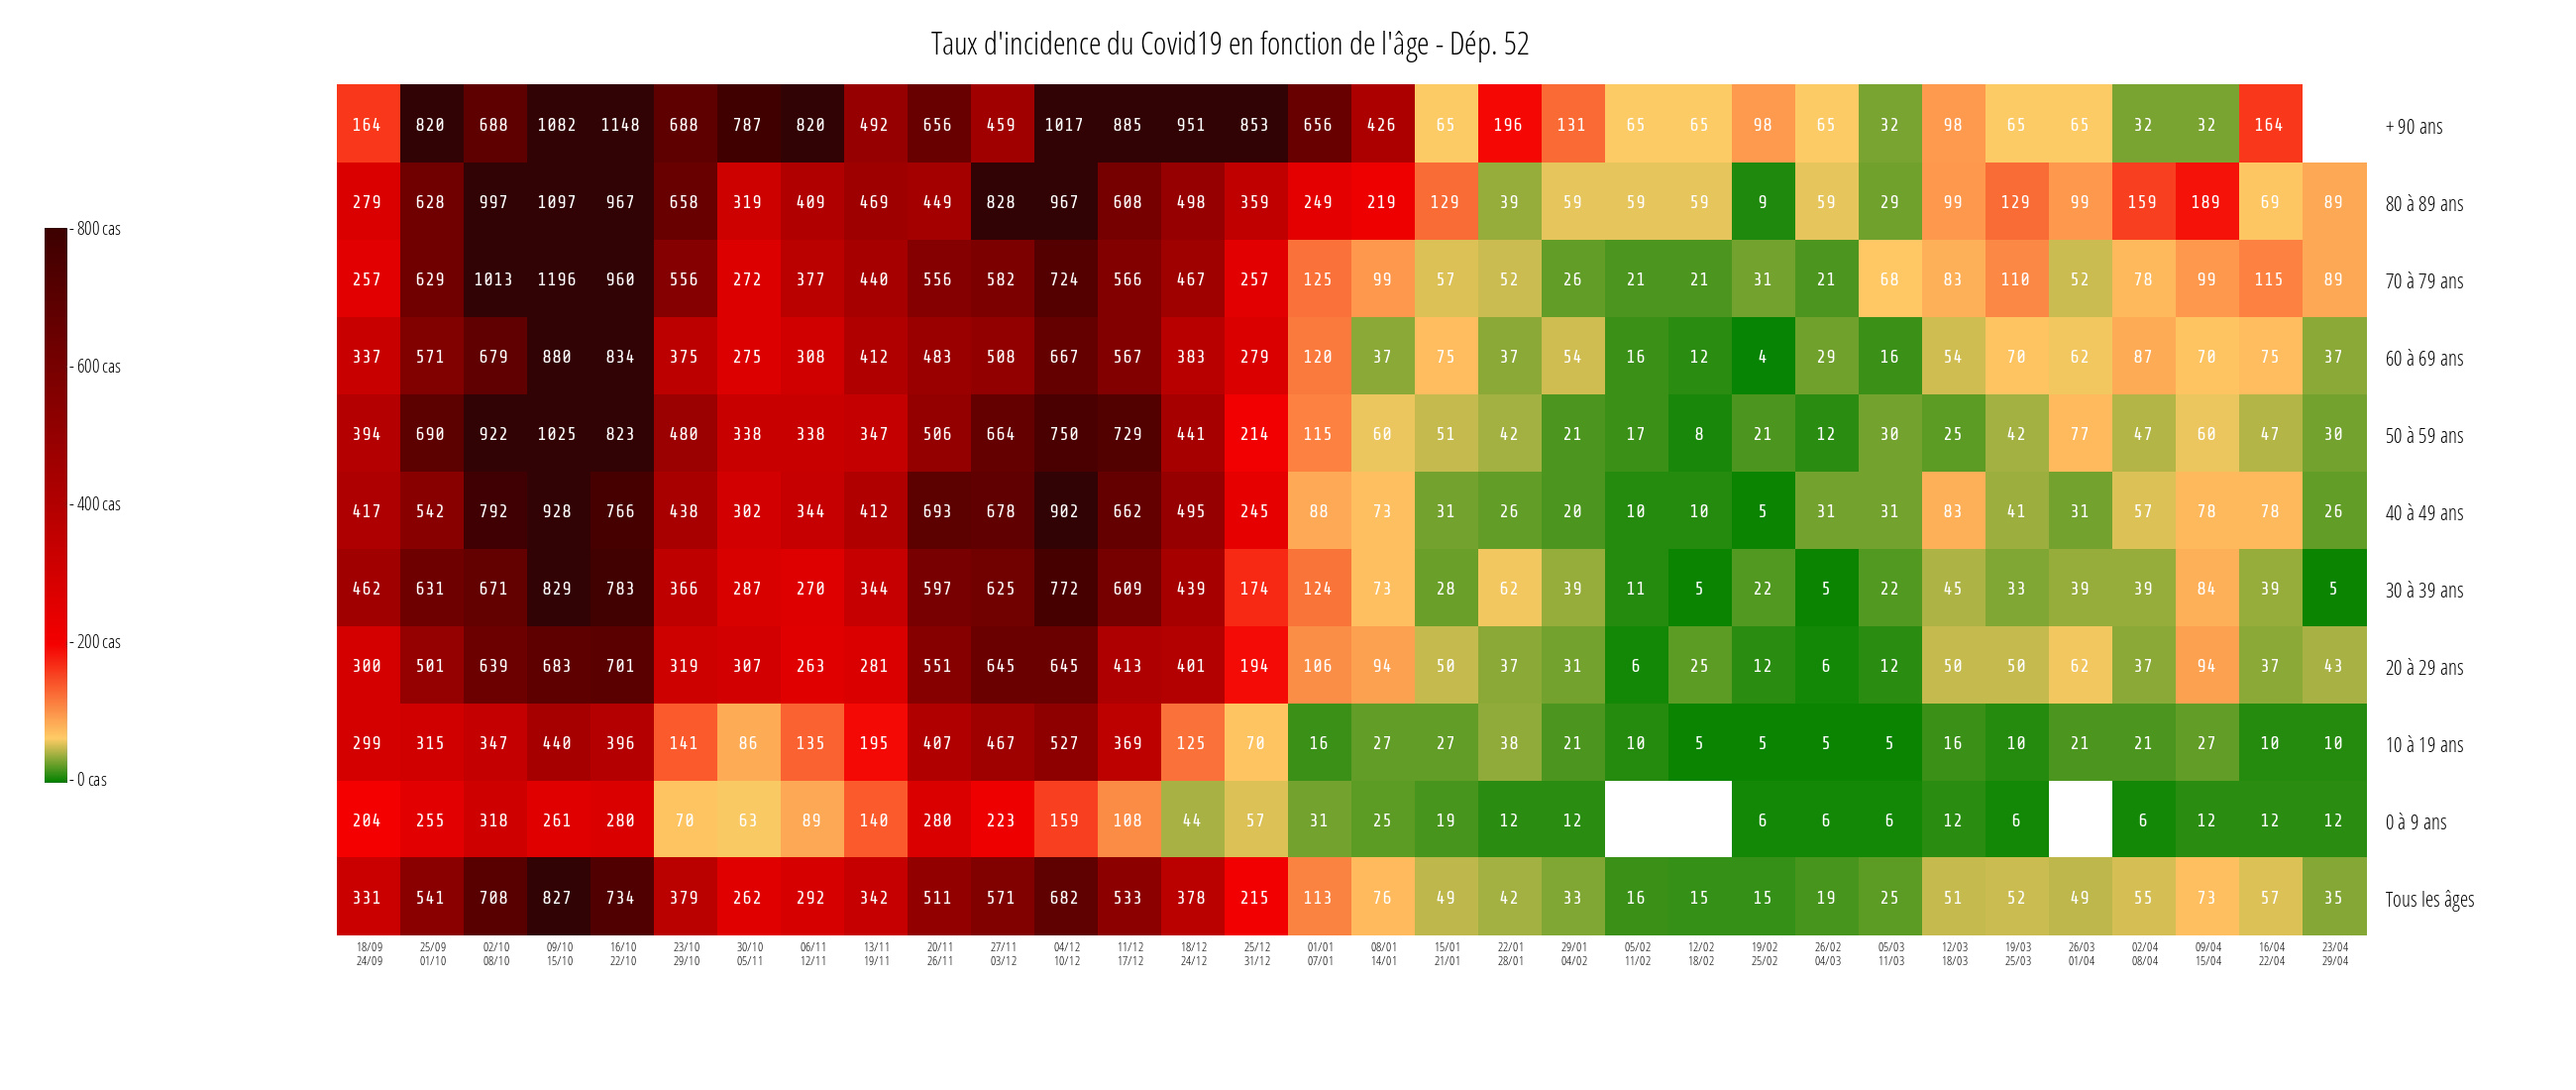 Taux d'incidence du Covid19 en fonction de l'âge - Dép. 52
- 800 cas
- 600 cas
- 400 cas
- 200 cas
- 0 cas
164 820 688 1082 1148 688 787 820 492 656 459 1017 885 951 853 656 426 65 196 131 65 65 98 65 32 98 65 65 32 32 164 + 90 ans
279 628 997 1097 967 658 319 409 469 449 828 967 608 498 359 249 219 129 39 59 59 59 9 59 29 99 129 99 159 189 69 89 80 à 89 ans
257 629 1013 1196 960 556 272 377 440 556 582 724 566 467 257 125 99 57 52 26 21 21 31 21 68 83 110 52 78 99 115 89 70 à 79 ans
337 571 679 880 834 375 275 308 412 483 508 667 567 383 279 120 37 75 37 54 16 12 4 29 16 54 70 62 87 70 75 37 60 à 69 ans
394 690 922 1025 823 480 338 338 347 506 664 750 729 441 214 115 60 51 42 21 17 8 21 12 30 25 42 77 47 60 47 30 50 à 59 ans
417 542 792 928 766 438 302 344 412 693 678 902 662 495 245 88 73 31 26 20 10 10 5 31 31 83 41 31 57 78 78 26 40 à 49 ans
462 631 671 829 783 366 287 270 344 597 625 772 609 439 174 124 73 28 62 39 11 5 22 5 22 45 33 39 39 84 39 5 30 à 39 ans
300 501 639 683 701 319 307 263 281 551 645 645 413 401 194 106 94 50 37 31 6 25 12 6 12 50 50 62 37 94 37 43 20 à 29 ans
299 315 347 440 396 141 86 135 195 407 467 527 369 125 70 16 27 27 38 21 10 5 5 5 5 16 10 21 21 27 10 10 10 à 19 ans
204 255 318 261 280 70 63 89 140 280 223 159 108 44 57 31 25 19 12 12 6 6 6 12 6 6 12 12 12 0 à 9 ans
331 541 708 827 734 379 262 292 342 511 571 682 533 378 215 113 76 49 42 33 16 15 15 19 25 51 52 49 55 73 57 35 Tous les âges
18/09 25/09 02/10 09/10 16/10 23/10 30/10 06/11 13/11 20/11 27/11 04/12 11/12 18/12 25/12 01/01 08/01 15/01 22/01 29/01 05/02 12/02 19/02 26/02 05/03 12/03 19/03 26/03 02/04 09/04 16/04 23/04
24/09 01/10 08/10 15/10 22/10 29/10 05/11 12/11 19/11 26/11 03/12 10/12 17/12 24/12 31/12 07/01 14/01 21/01 28/01 04/02 11/02 18/02 25/02 04/03 11/03 18/03 25/03 01/04 08/04 15/04 22/04 29/04